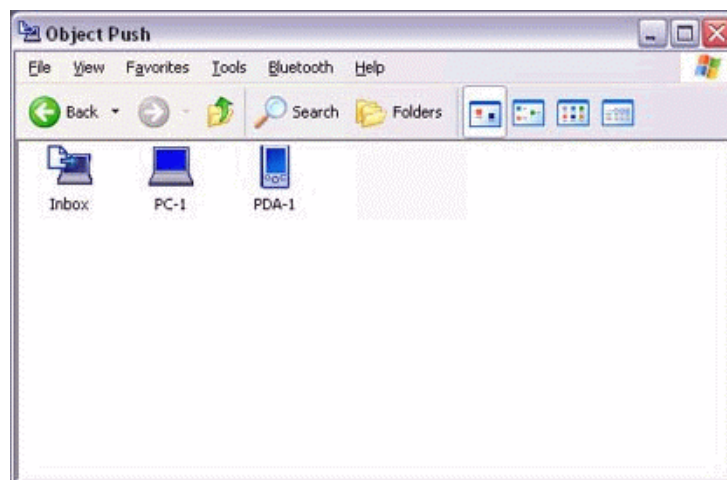 Object Push
File View Favorites Tools Bluetooth Help
Back Search Folders
Inbox PC-1 PDA-1